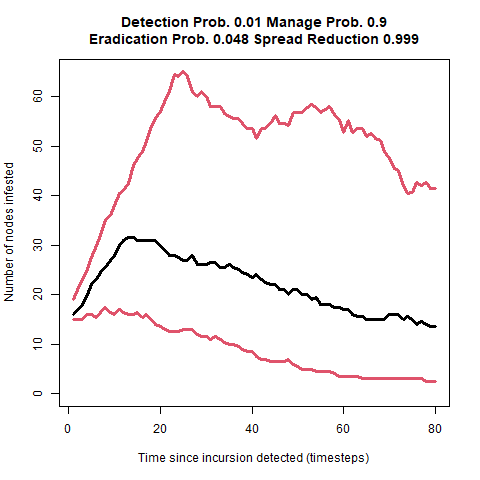 Detection Prob. 0.01 Manage Prob. 0.9
Eradication Prob. 0.048 Spread Reduction 0.999
Number of nodes infested
60
50
40
30
20
10
0
0 20 40 60 80
Time since incursion detected (timesteps)